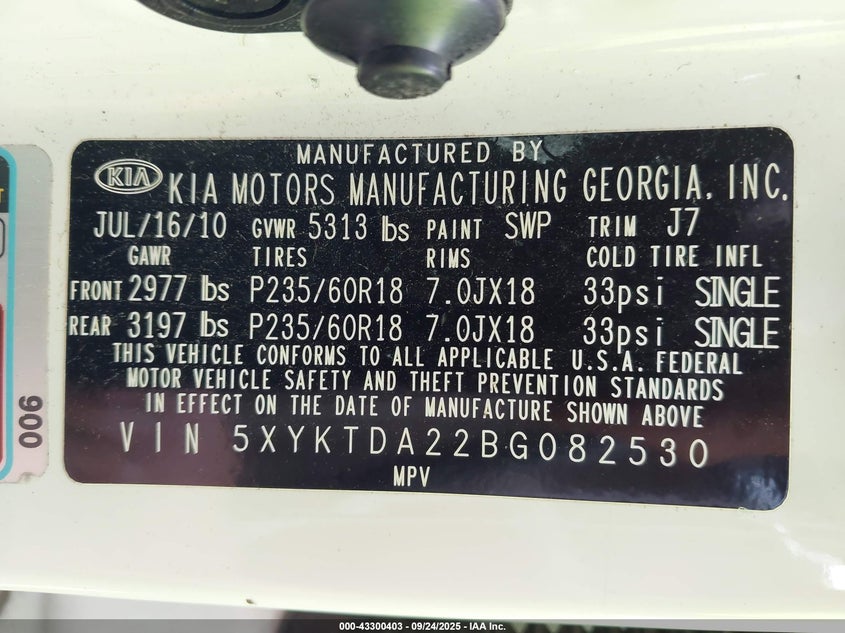 MANUFACTURED BY
KIA KIA MOTORS MANUFACTURING GEORGIA, INC.
JUL/16/10 GVWR 5313 lbs PAINT SWP TRIM J7
GAWR TIRES RIMS COLD TIRE INFL
FRONT 2977 lbs P235/60R18 7.0JX18 33psi SINGLE
REAR 3197 lbs P235/60R18 7.0JX18 33psi SINGLE
THIS VEHICLE CONFORMS TO ALL APPLICABLE U.S.A. FEDERAL
MOTOR VEHICLE SAFETY AND THEFT PREVENTION STANDARDS
IN EFFECT ON THE DATE OF MANUFACTURE SHOWN ABOVE
VIN 5XYKTDA22BG082530
MPV
006
000-43300403 - 09/24/2025 - IAA Inc.